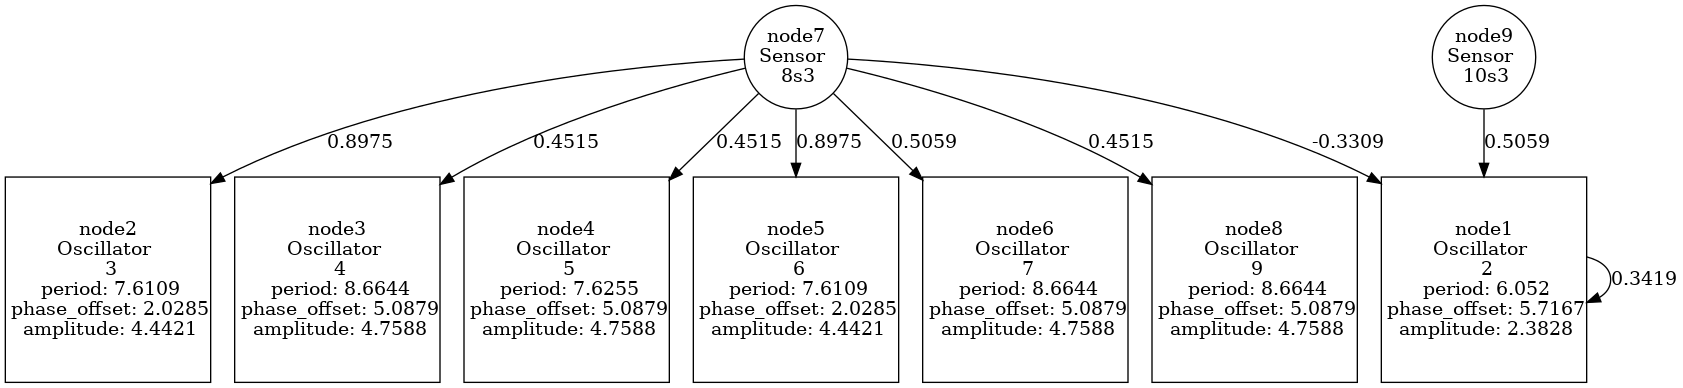 node7
Sensor
8s3
node9
Sensor
10s3
0.8975
0.4515
0.4515
0.8975
0.5059
0.4515
-0.3309
0.5059
node2
Oscillator
3
period: 7.6109
phase_offset: 2.0285
amplitude: 4.4421
node3
Oscillator
4
period: 8.6644
phase_offset: 5.0879
amplitude: 4.7588
node4
Oscillator
5
period: 7.6255
phase_offset: 5.0879
amplitude: 4.7588
node5
Oscillator
6
period: 7.6109
phase_offset: 2.0285
amplitude: 4.4421
node6
Oscillator
7
period: 8.6644
phase_offset: 5.0879
amplitude: 4.7588
node8
Oscillator
9
period: 8.6644
phase_offset: 5.0879
amplitude: 4.7588
node1
Oscillator
2
period: 6.052
phase_offset: 5.7167
amplitude: 2.3828
0.3419